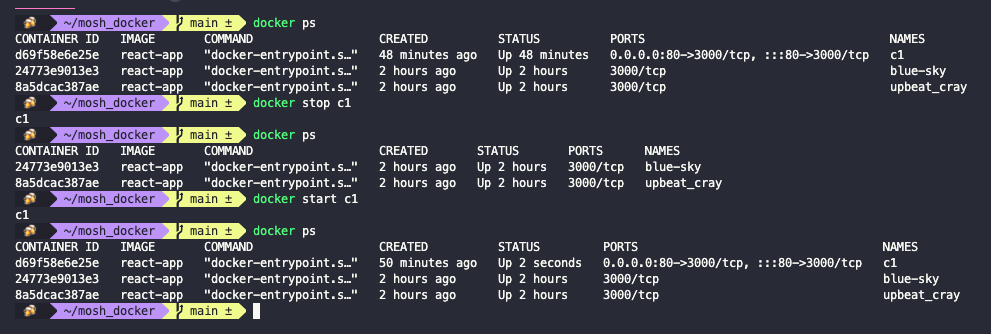 ~/mosh_docker main ± docker ps
CONTAINER ID IMAGE COMMAND CREATED STATUS PORTS NAMES
d69f58e6e25e react-app "docker-entrypoint.s…" 48 minutes ago Up 48 minutes 0.0.0.0:80->3000/tcp, :::80->3000/tcp c1
24773e9013e3 react-app "docker-entrypoint.s…" 2 hours ago Up 2 hours 3000/tcp blue-sky
8a5dcac387ae react-app "docker-entrypoint.s…" 2 hours ago Up 2 hours 3000/tcp upbeat_cray
~/mosh_docker main ± docker stop c1
c1
~/mosh_docker main ± docker ps
CONTAINER ID IMAGE COMMAND CREATED STATUS PORTS NAMES
24773e9013e3 react-app "docker-entrypoint.s…" 2 hours ago Up 2 hours 3000/tcp blue-sky
8a5dcac387ae react-app "docker-entrypoint.s…" 2 hours ago Up 2 hours 3000/tcp upbeat_cray
~/mosh_docker main ± docker start c1
c1
~/mosh_docker main ± docker ps
CONTAINER ID IMAGE COMMAND CREATED STATUS PORTS NAMES
d69f58e6e25e react-app "docker-entrypoint.s…" 50 minutes ago Up 2 seconds 0.0.0.0:80->3000/tcp, :::80->3000/tcp c1
24773e9013e3 react-app "docker-entrypoint.s…" 2 hours ago Up 2 hours 3000/tcp blue-sky
8a5dcac387ae react-app "docker-entrypoint.s…" 2 hours ago Up 2 hours 3000/tcp upbeat_cray
~/mosh_docker main ±